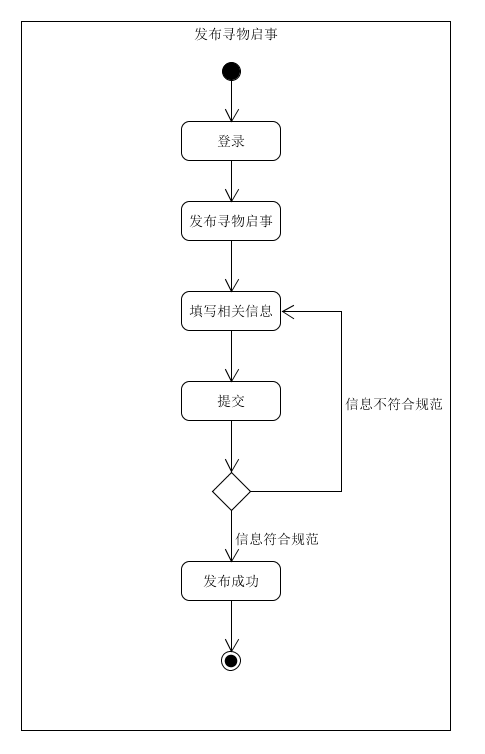 发布寻物启事
登录
发布寻物启事
填写相关信息
提交
信息不符合规范
信息符合规范
发布成功